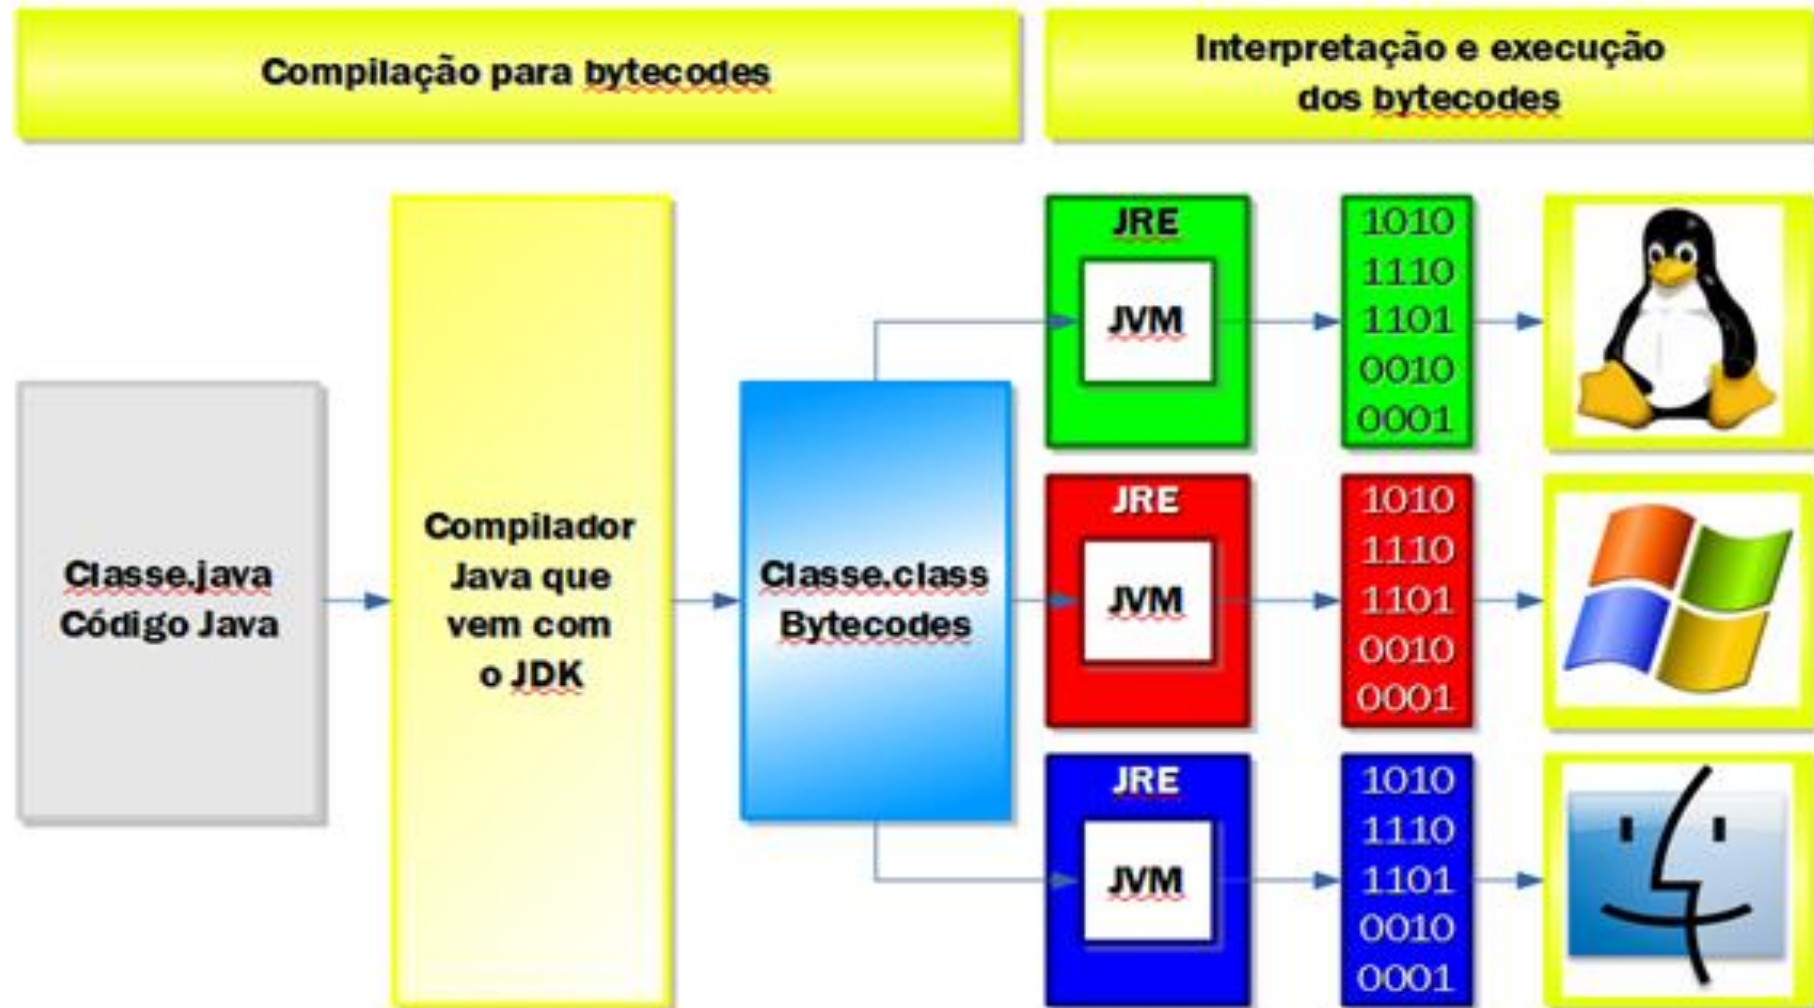 Compilação para bytecodes
Interpretação e execução
dos bytecodes
Classe.java
Código Java
Compilador
Java que
vem com
o JDK
Classe.class
Bytecodes
JRE
JVM
1010
1110
1101
0010
0001
JRE
JVM
1010
1110
1101
0010
0001
JRE
JVM
1010
1110
1101
0010
0001